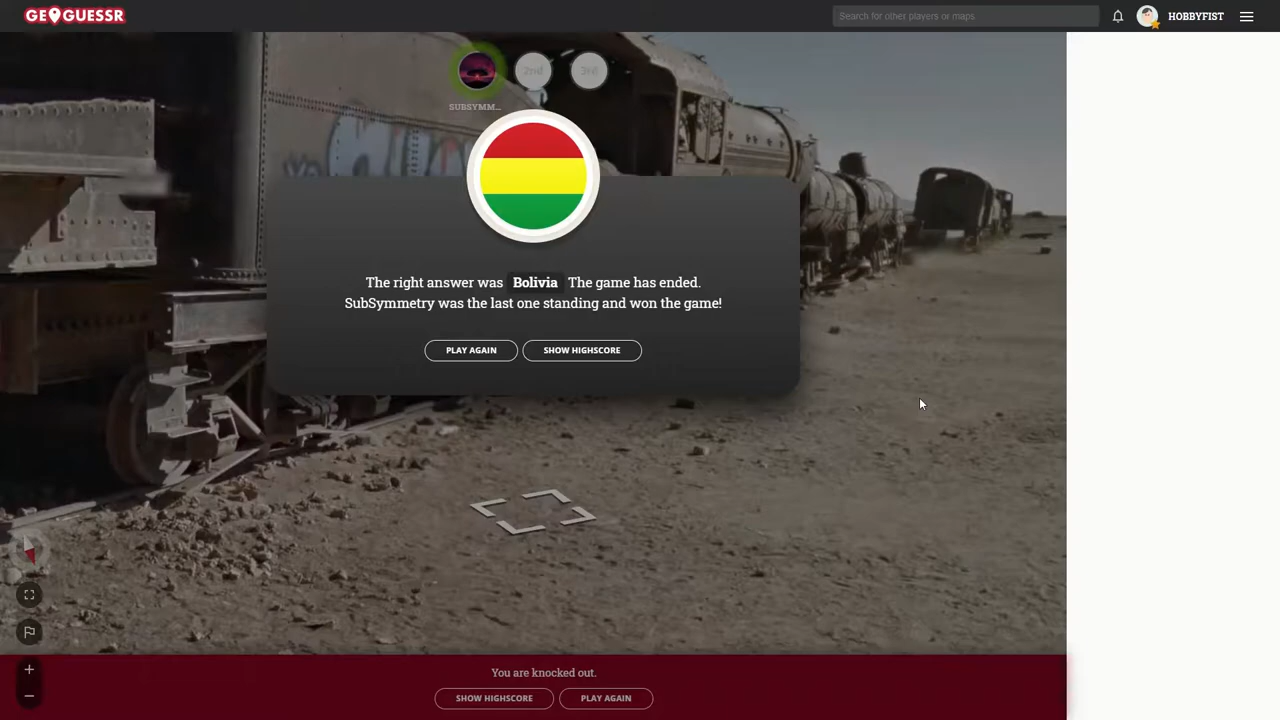 GEOGUESSR
Search for other players or maps
HOBBYFIST
2nd
3rd
SUBSYMM...
The right answer was Bolivia The game has ended.
SubSymmetry was the last one standing and won the game!
PLAY AGAIN
SHOW HIGHSCORE
You are knocked out.
SHOW HIGHSCORE
PLAY AGAIN